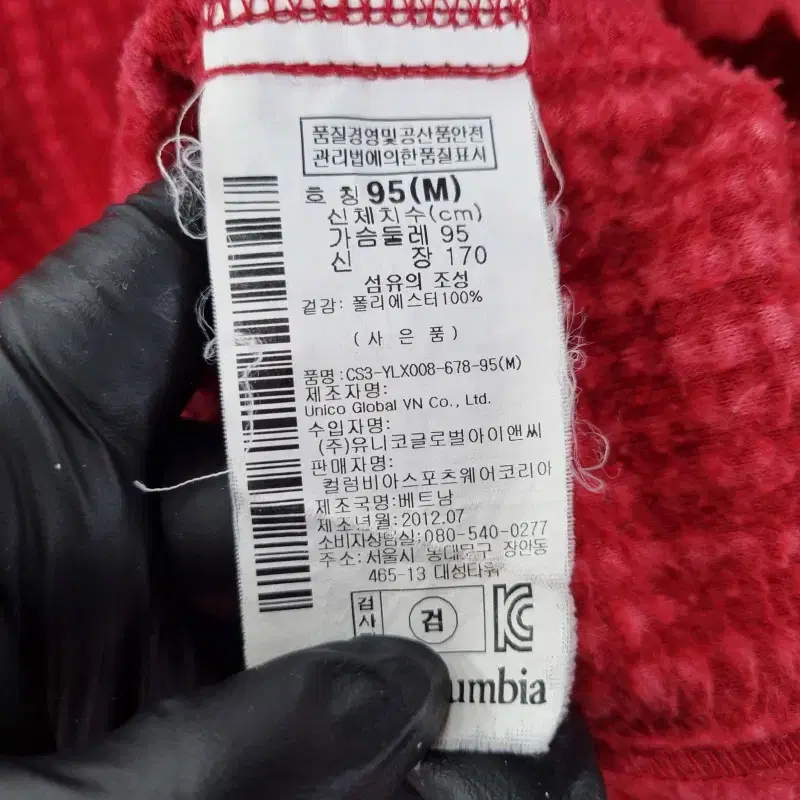 품질경영및공산품안전
관리법에의한품질표시
호 칭 95(M)
신체치수(cm)
가슴둘레 95
신 장 170
섬유의 조성
겉감: 폴리에스터100%
(사은품)
품명:CS3-YLX008-678-95(M)
제조자명:
Unico Global VN Co., Ltd.
수입자명:
(주)유니코글로벌아이앤씨
판매자명:
컬럼비아스포츠웨어코리아
제조국명:베트남
제조년월:2012.07
소비자상담실:080-540-0277
주소:서울시 동대문구 장안동
465-13 대성타워
검사
검
KC
umbia